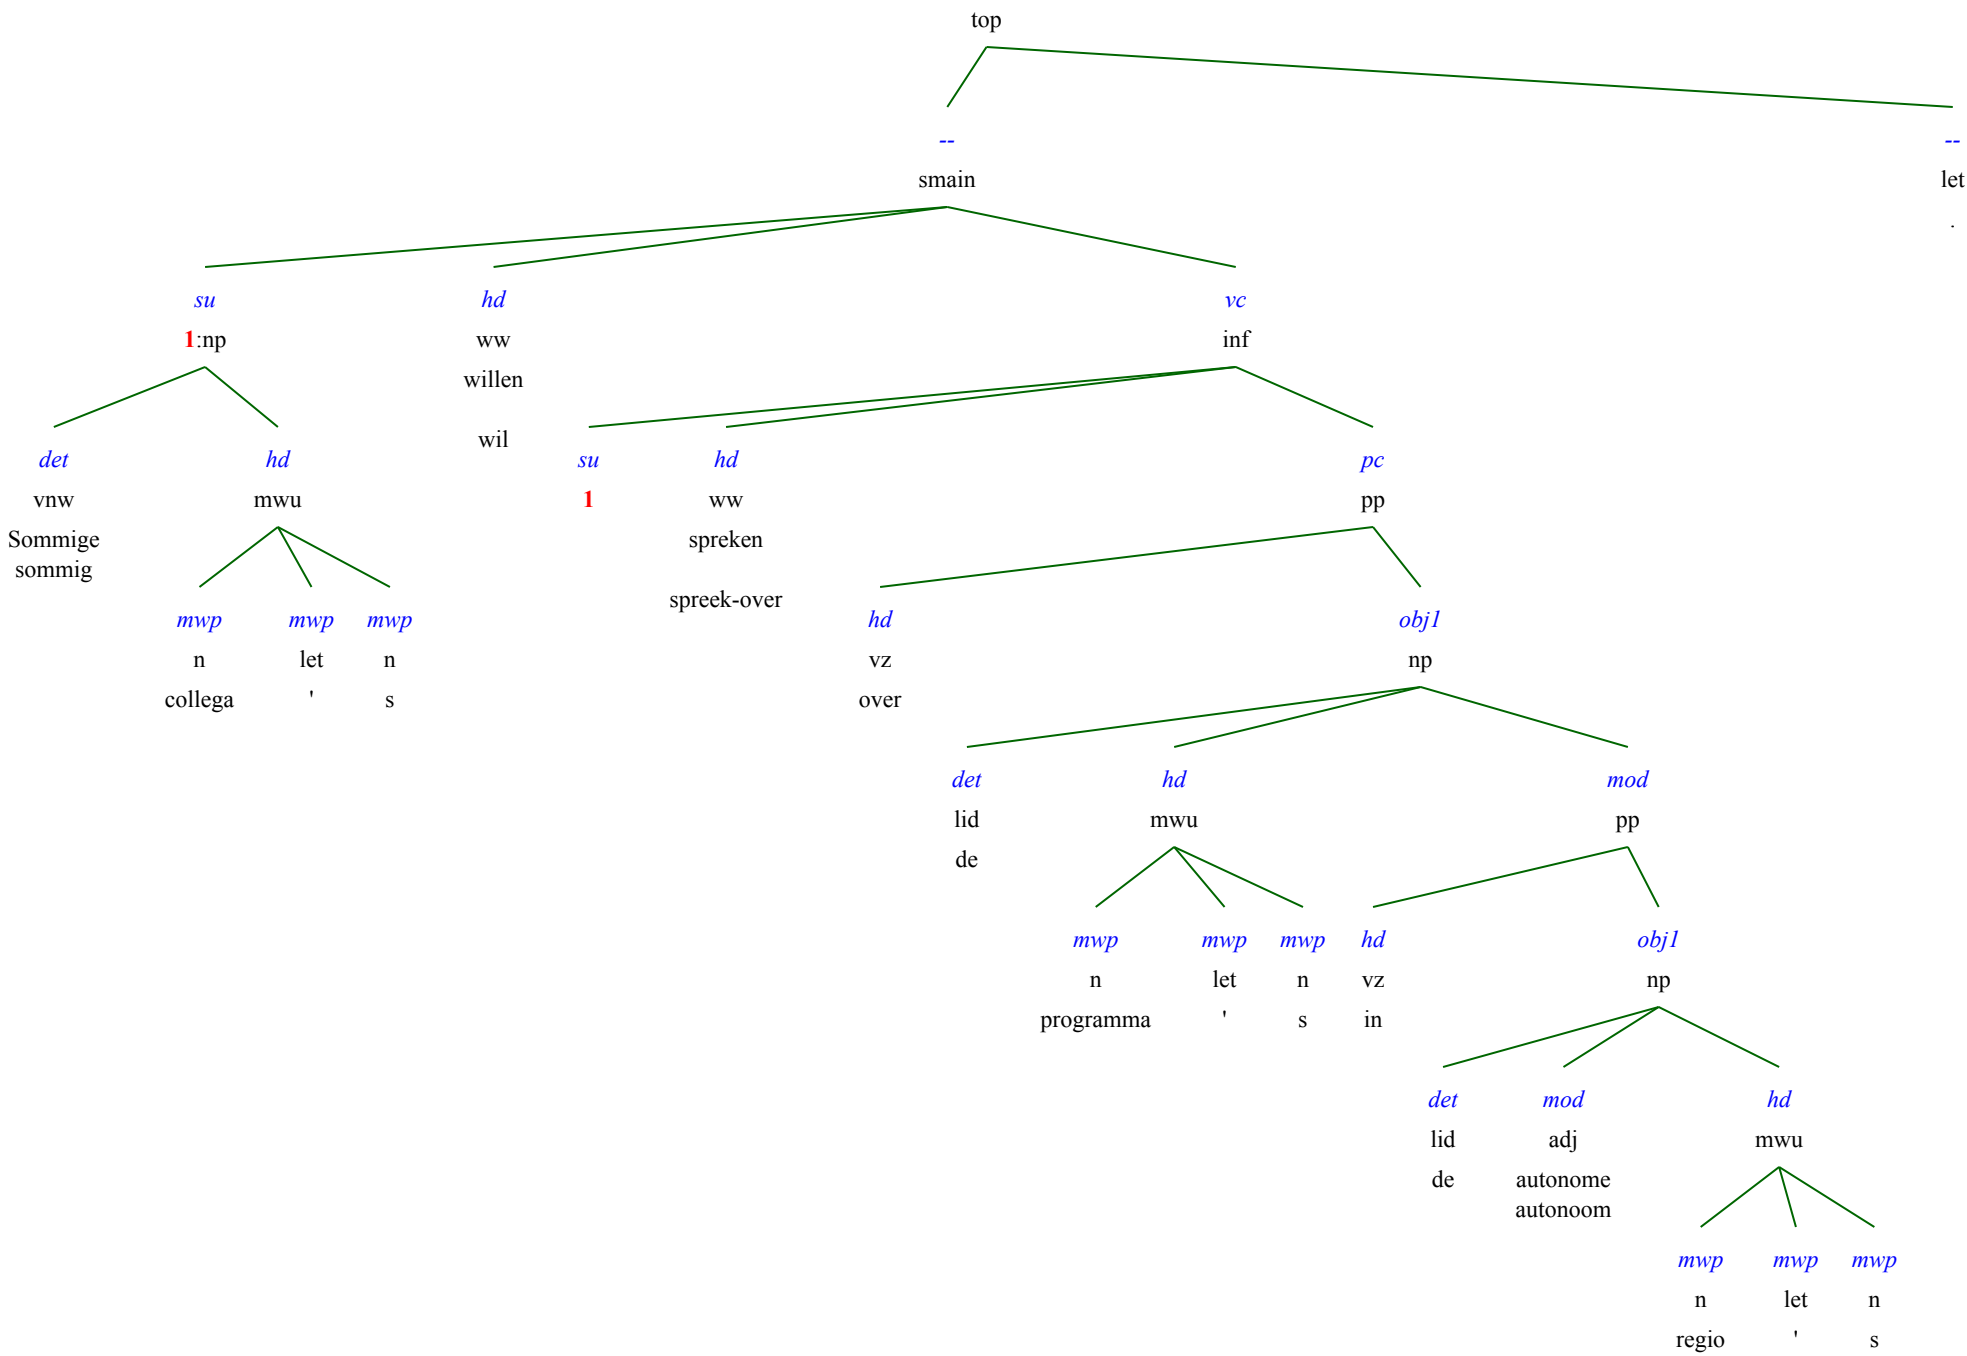 top
-- --
smain let
.
su hd vc
1:np ww inf
willen
wil
det hd su hd pc
vnw mwu 1 ww pp
Sommige spreken
sommig
spreek-over
mwp mwp mwp hd obj1
n let n vz np
collega ' s over
det hd mod
lid mwu pp
de
mwp mwp mwp hd obj1
n let n vz np
programma ' s in
det mod hd
lid adj mwu
de autonome
autonoom
mwp mwp mwp
n let n
regio ' s